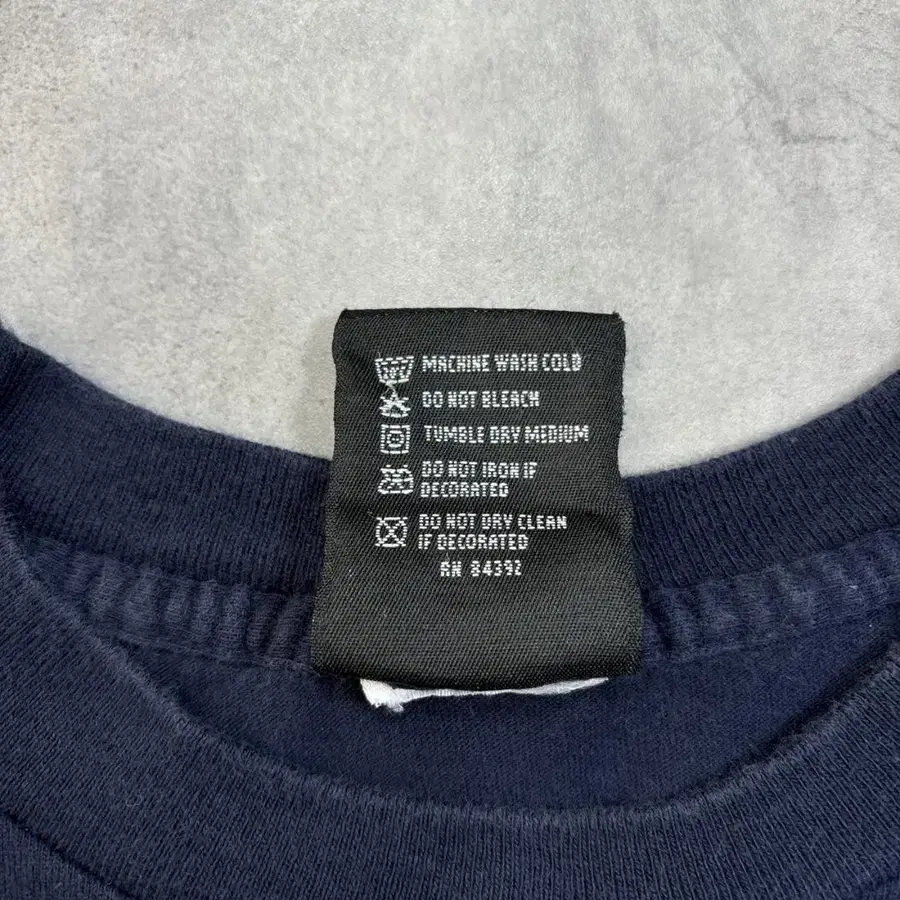 MACHINE WASH COLD
DO NOT BLEACH
TUMBLE DRY MEDIUM
DO NOT IRON IF
DECORATED
DO NOT DRY CLEAN
IF DECORATED
RN 84392